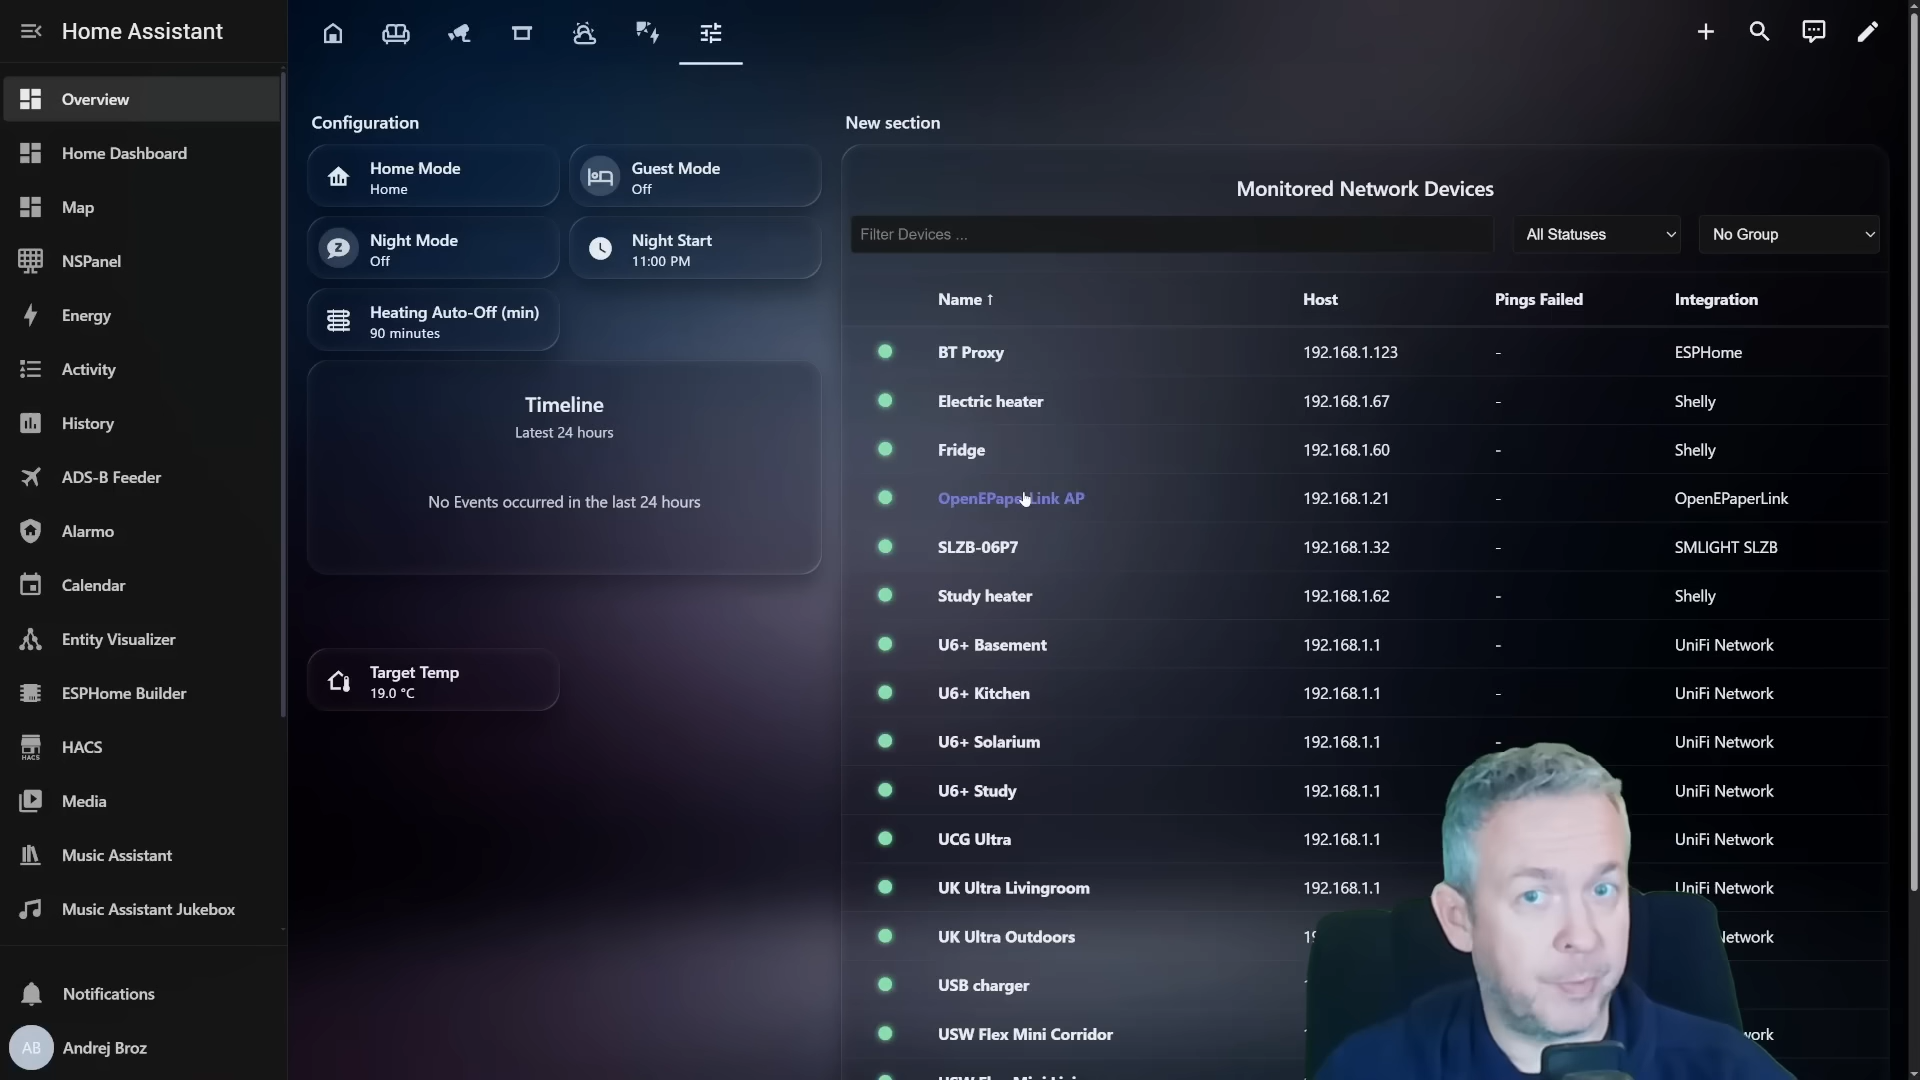 Home Assistant
Overview
Home Dashboard
Map
NSPanel
Energy
Activity
History
ADS-B Feeder
Alarmo
Calendar
Entity Visualizer
ESPHome Builder
HACS
HACS
Media
Music Assistant
Music Assistant Jukebox
Notifications
AB Andrej Broz
Configuration
Home Mode
Home
Guest Mode
Off
Night Mode
Off
Night Start
11:00 PM
Heating Auto-Off (min)
90 minutes
Timeline
Latest 24 hours
No Events occurred in the last 24 hours
Target Temp
19.0 °C
New section
Monitored Network Devices
Filter Devices ... All Statuses No Group
Name ↑ Host Pings Failed Integration
BT Proxy 192.168.1.123 - ESPHome
Electric heater 192.168.1.67 - Shelly
Fridge 192.168.1.60 - Shelly
OpenEPaperLink AP 192.168.1.21 - OpenEPaperLink
SLZB-06P7 192.168.1.32 - SMLIGHT SLZB
Study heater 192.168.1.62 - Shelly
U6+ Basement 192.168.1.1 - UniFi Network
U6+ Kitchen 192.168.1.1 - UniFi Network
U6+ Solarium 192.168.1.1 - UniFi Network
U6+ Study 192.168.1.1 UniFi Network
UCG Ultra 192.168.1.1 UniFi Network
UK Ultra Livingroom 192.168.1.1 UniFi Network
UK Ultra Outdoors
USB charger
USW Flex Mini Corridor